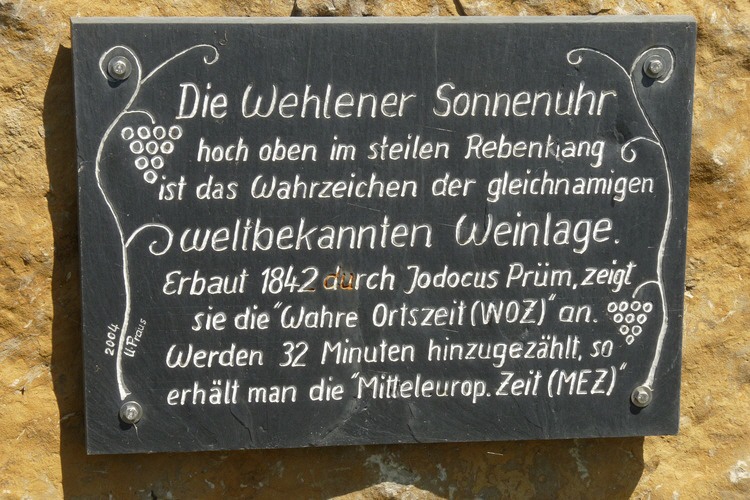 Die Wehlener Sonnenuhr
hoch oben im steilen Rebenhang
ist das Wahrzeichen der gleichnamigen
weltbekannten Weinlage.
Erbaut 1842 durch Jodocus Prüm, zeigt
sie die "Wahre Ortszeit (WOZ)" an.
Werden 32 Minuten hinzugezählt, so
erhält man die "Mitteleurop. Zeit (MEZ)"
2004
U.Praus